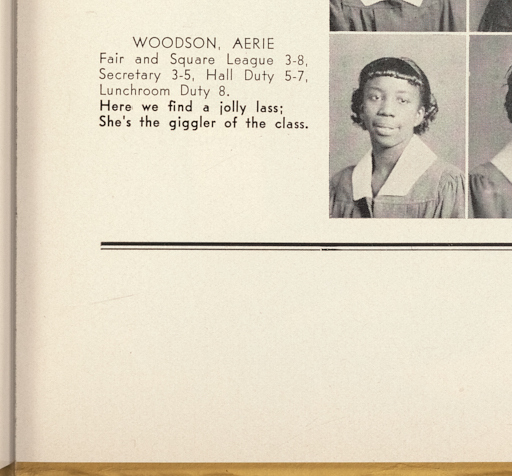 WOODSON, AERIE
Fair and Square League 3-8,
Secretary 3-5, Hall Duty 5-7,
Lunchroom Duty 8.
Here we find a jolly lass;
She's the giggler of the class.